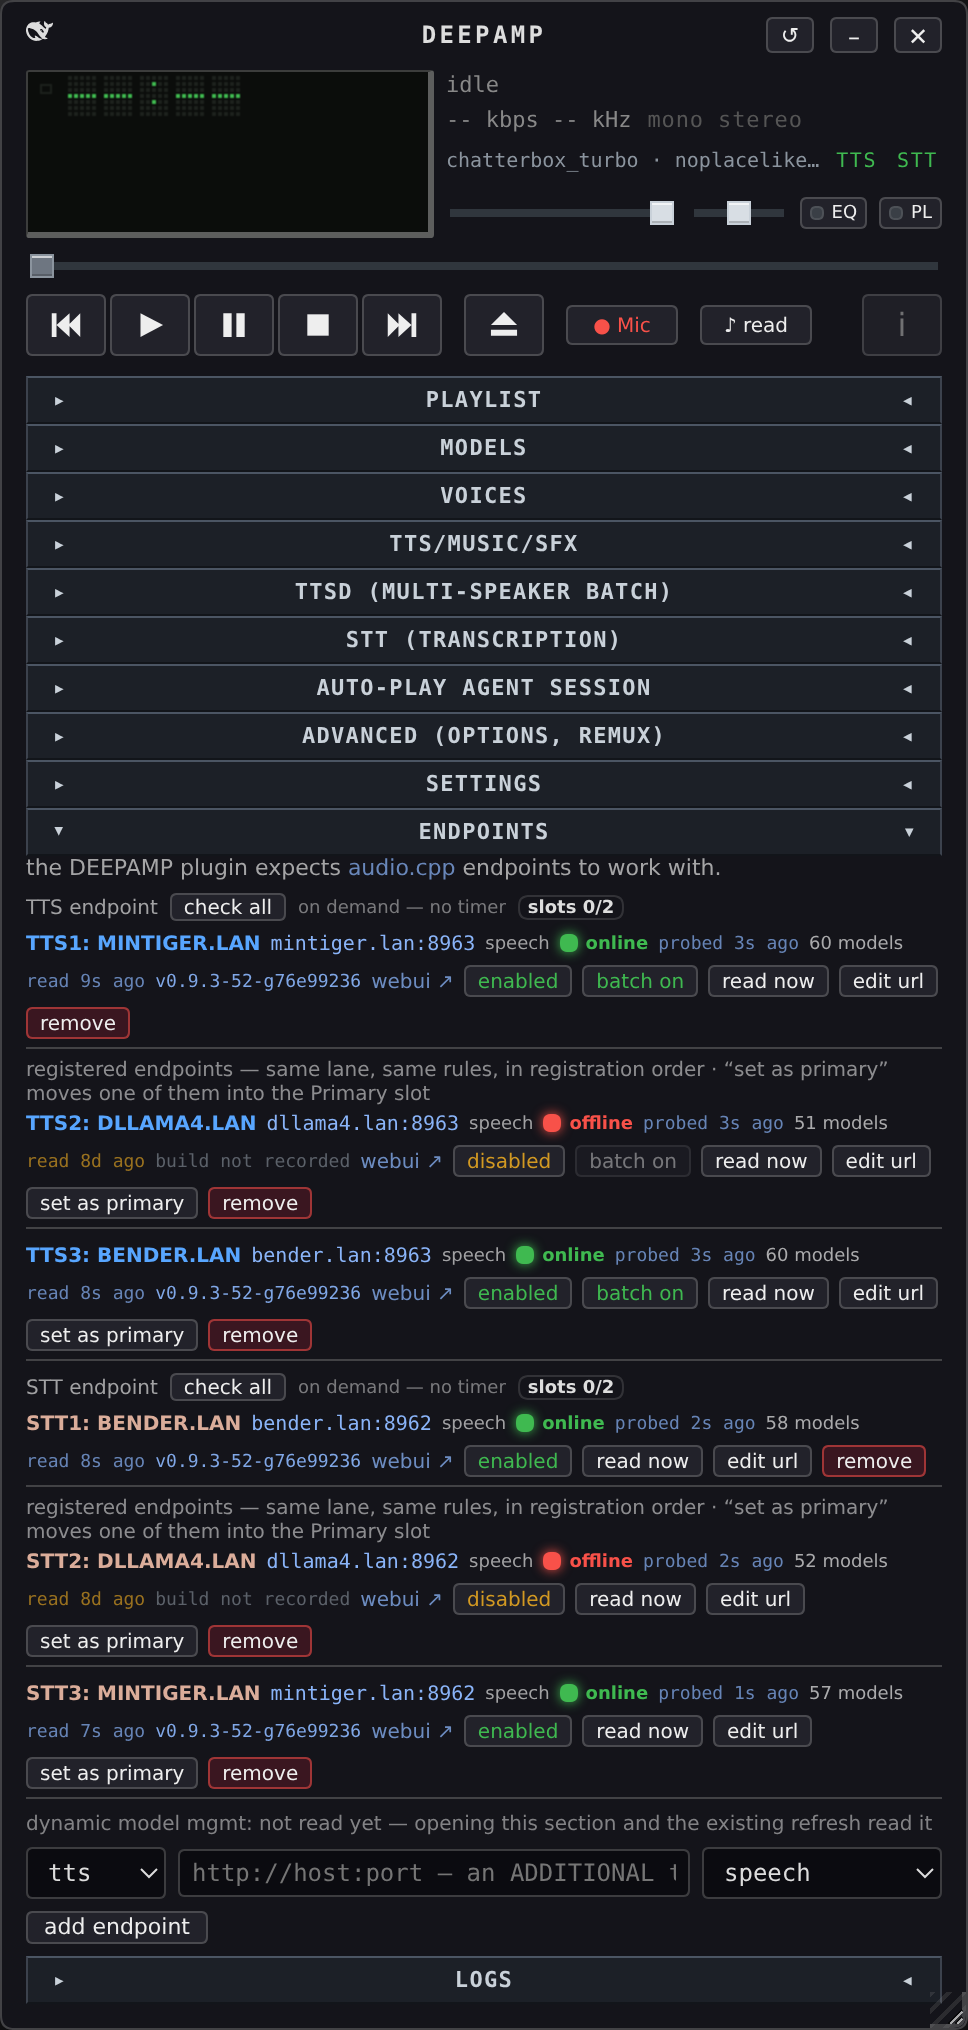 DEEPAMP ↺ – ✕
idle
-- kbps -- kHz mono stereo
chatterbox_turbo · noplacelike… TTS STT
EQ PL
● Mic ♪ read i
▸ PLAYLIST ◂
▸ MODELS ◂
▸ VOICES ◂
▸ TTS/MUSIC/SFX ◂
▸ TTSD (MULTI-SPEAKER BATCH) ◂
▸ STT (TRANSCRIPTION) ◂
▸ AUTO-PLAY AGENT SESSION ◂
▸ ADVANCED (OPTIONS, REMUX) ◂
▸ SETTINGS ◂
▾ ENDPOINTS ▾
the DEEPAMP plugin expects audio.cpp endpoints to work with.
TTS endpoint check all on demand — no timer slots 0/2
TTS1: MINTIGER.LAN mintiger.lan:8963 speech online probed 3s ago 60 models
read 9s ago v0.9.3-52-g76e99236 webui ↗ enabled batch on read now edit url
remove
registered endpoints — same lane, same rules, in registration order · “set as primary”
moves one of them into the Primary slot
TTS2: DLLAMA4.LAN dllama4.lan:8963 speech offline probed 3s ago 51 models
read 8d ago build not recorded webui ↗ disabled batch on read now edit url
set as primary remove
TTS3: BENDER.LAN bender.lan:8963 speech online probed 3s ago 60 models
read 8s ago v0.9.3-52-g76e99236 webui ↗ enabled batch on read now edit url
set as primary remove
STT endpoint check all on demand — no timer slots 0/2
STT1: BENDER.LAN bender.lan:8962 speech online probed 2s ago 58 models
read 8s ago v0.9.3-52-g76e99236 webui ↗ enabled read now edit url remove
registered endpoints — same lane, same rules, in registration order · “set as primary”
moves one of them into the Primary slot
STT2: DLLAMA4.LAN dllama4.lan:8962 speech offline probed 2s ago 52 models
read 8d ago build not recorded webui ↗ disabled read now edit url
set as primary remove
STT3: MINTIGER.LAN mintiger.lan:8962 speech online probed 1s ago 57 models
read 7s ago v0.9.3-52-g76e99236 webui ↗ enabled read now edit url
set as primary remove
dynamic model mgmt: not read yet — opening this section and the existing refresh read it
tts http://host:port — an ADDITIONAL speech
add endpoint
▸ LOGS ◂